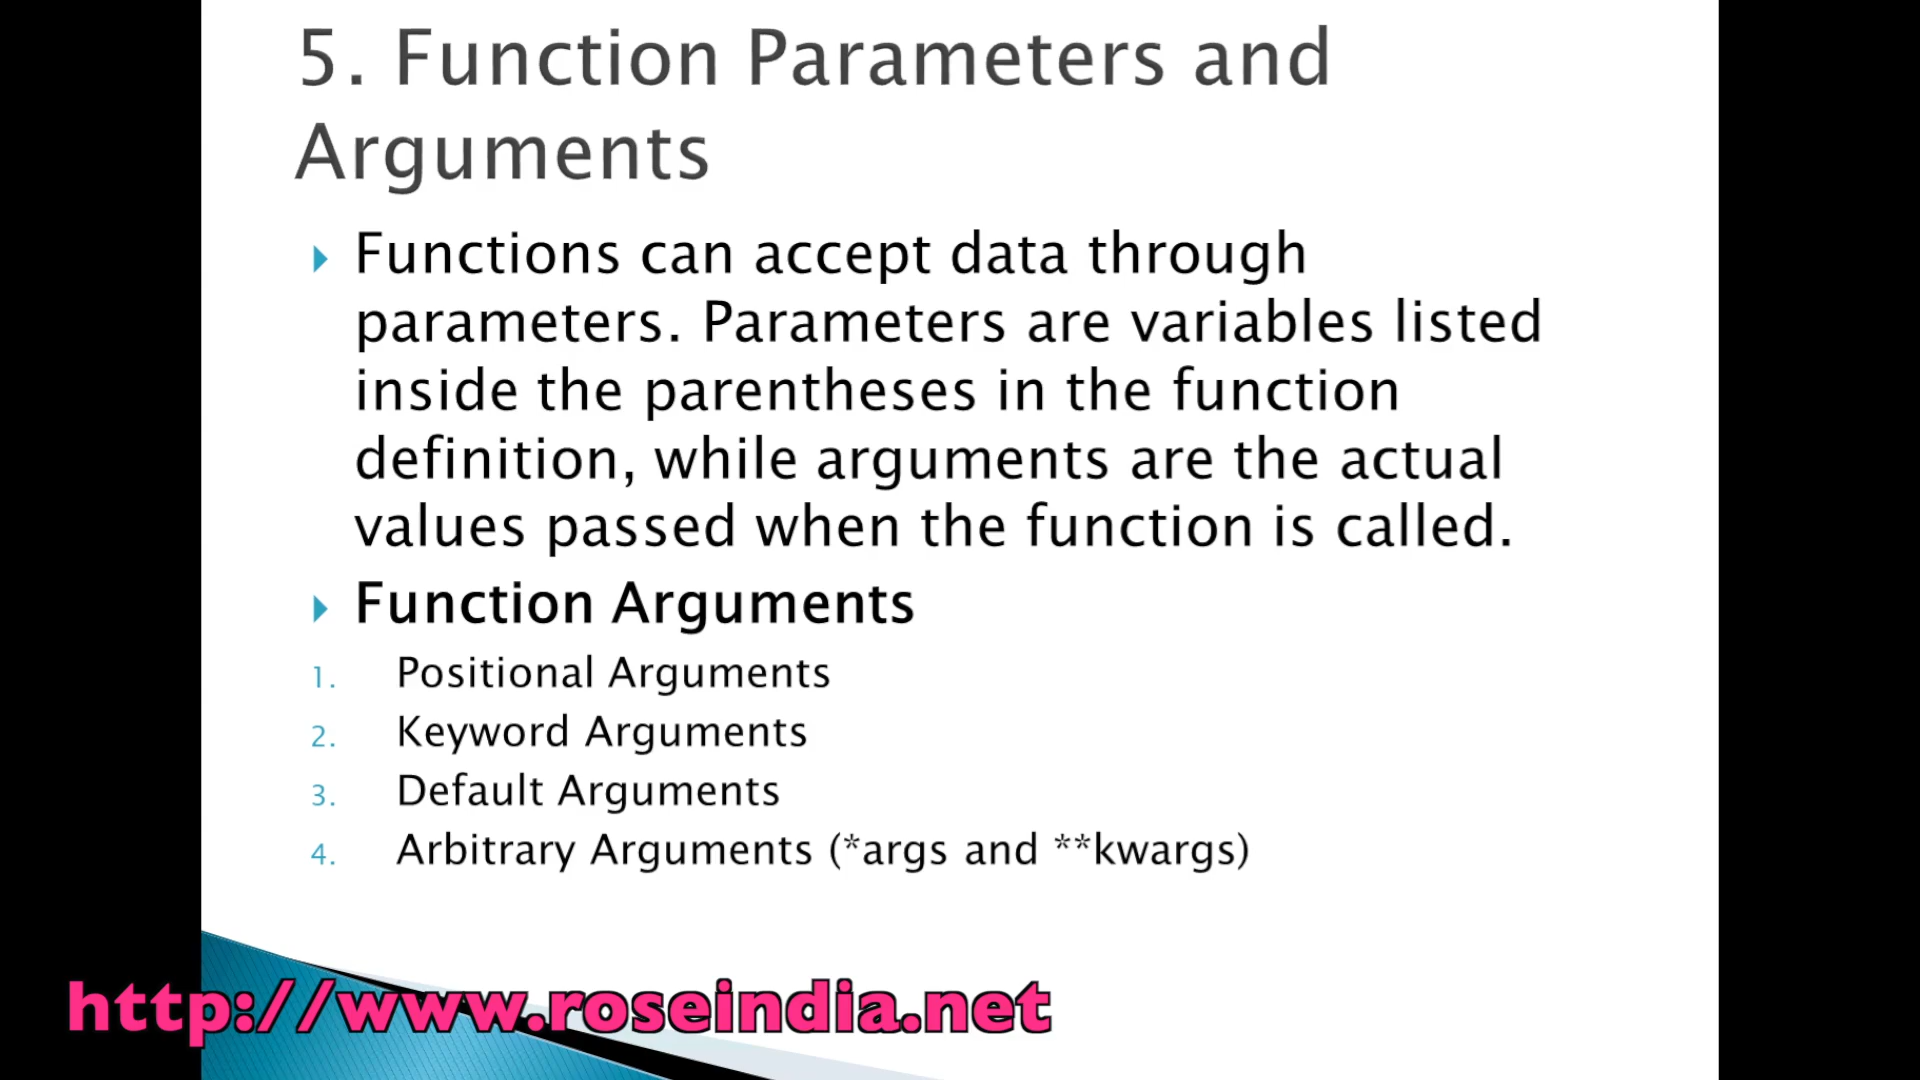 5. Function Parameters and
Arguments
Functions can accept data through
parameters. Parameters are variables listed
inside the parentheses in the function
definition, while arguments are the actual
values passed when the function is called.
Function Arguments
1. Positional Arguments
2. Keyword Arguments
3. Default Arguments
4. Arbitrary Arguments (*args and **kwargs)
http://www.roseindia.net